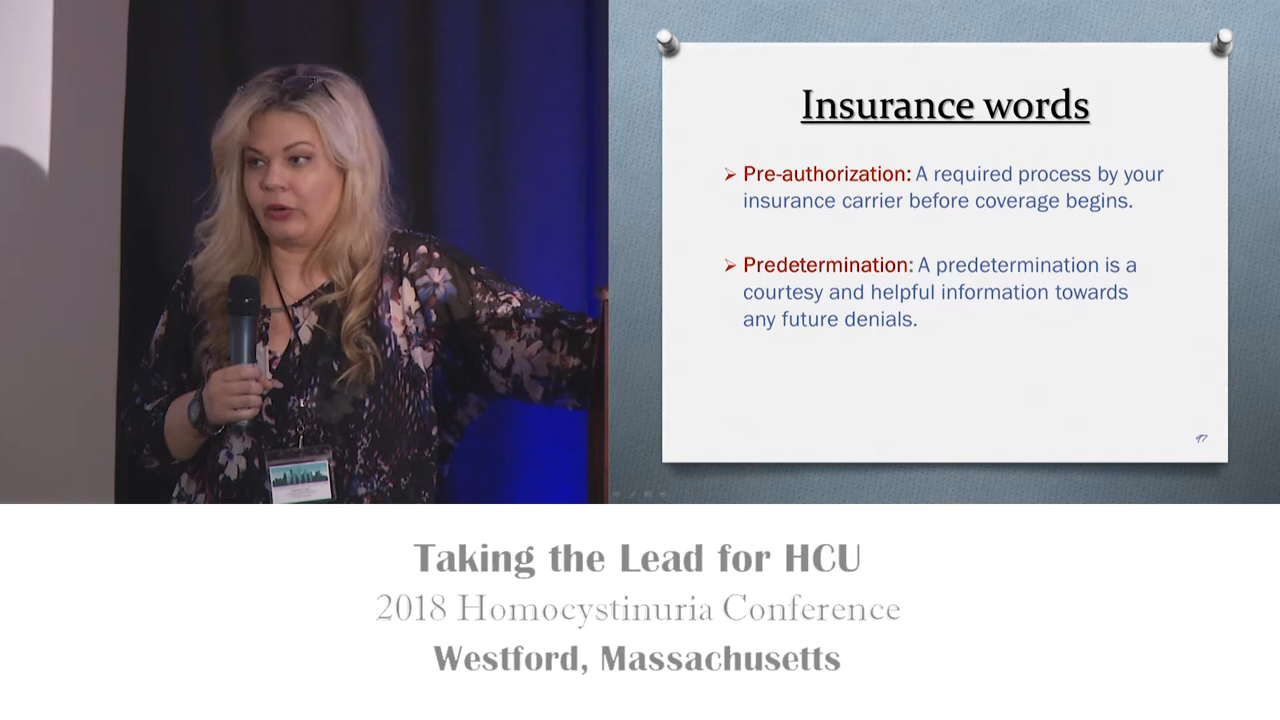 Insurance words
➢ Pre-authorization: A required process by your
insurance carrier before coverage begins.
➢ Predetermination: A predetermination is a
courtesy and helpful information towards
any future denials.
47
Taking the Lead for HCU
2018 Homocystinuria Conference
Westford, Massachusetts